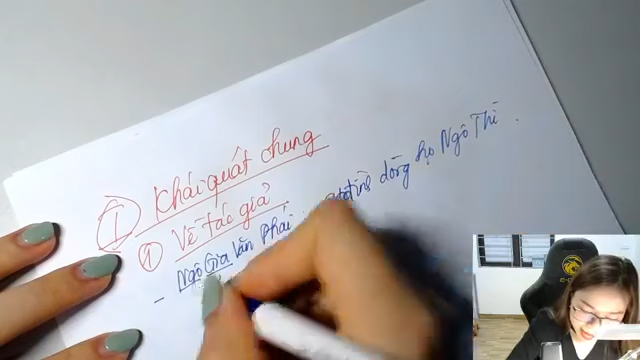 I Khái quát chung
1 Về tác giả
- Ngô Gia Văn Phái dòng họ Ngô Thì.